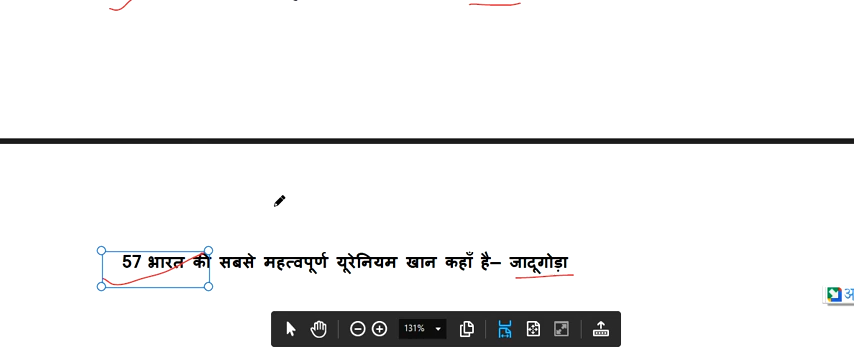 57 भारत की सबसे महत्वपूर्ण यूरेनियम खान कहाँ है– जादूगोड़ा
131%